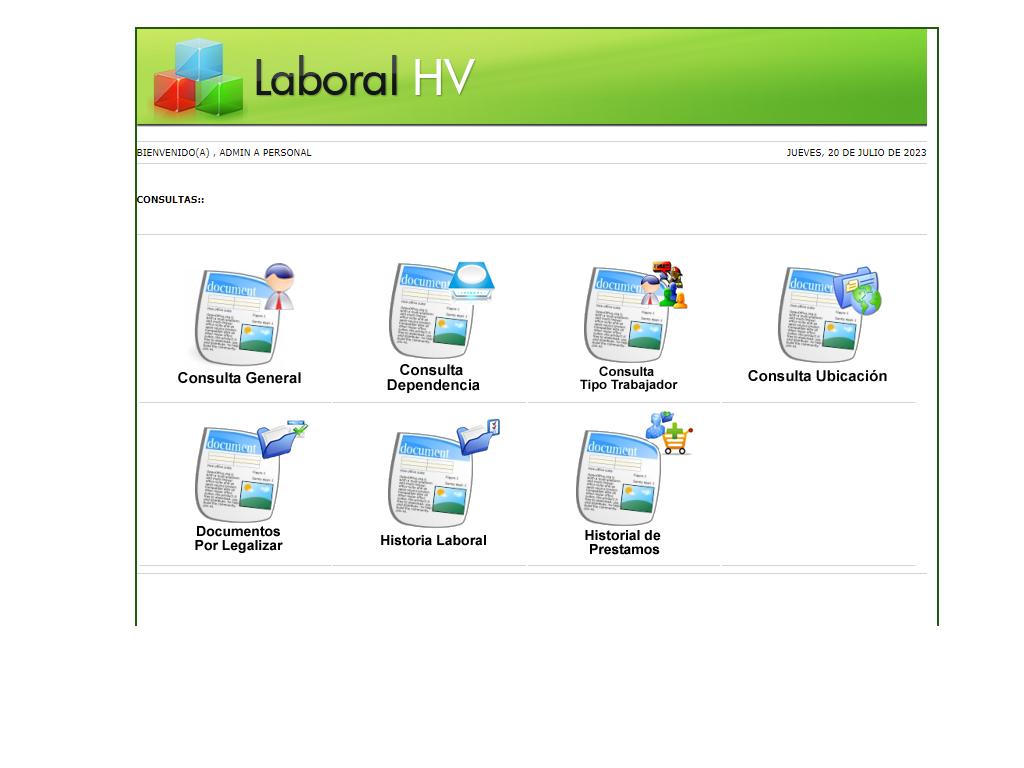 Laboral HV
BIENVENIDO(A) , ADMIN A PERSONAL
JUEVES, 20 DE JULIO DE 2023
CONSULTAS::
document
Consulta General
document
Consulta
Dependencia
document
Consulta
Tipo Trabajador
document
Consulta Ubicación
document
Documentos
Por Legalizar
document
Historia Laboral
document
Historial de
Prestamos